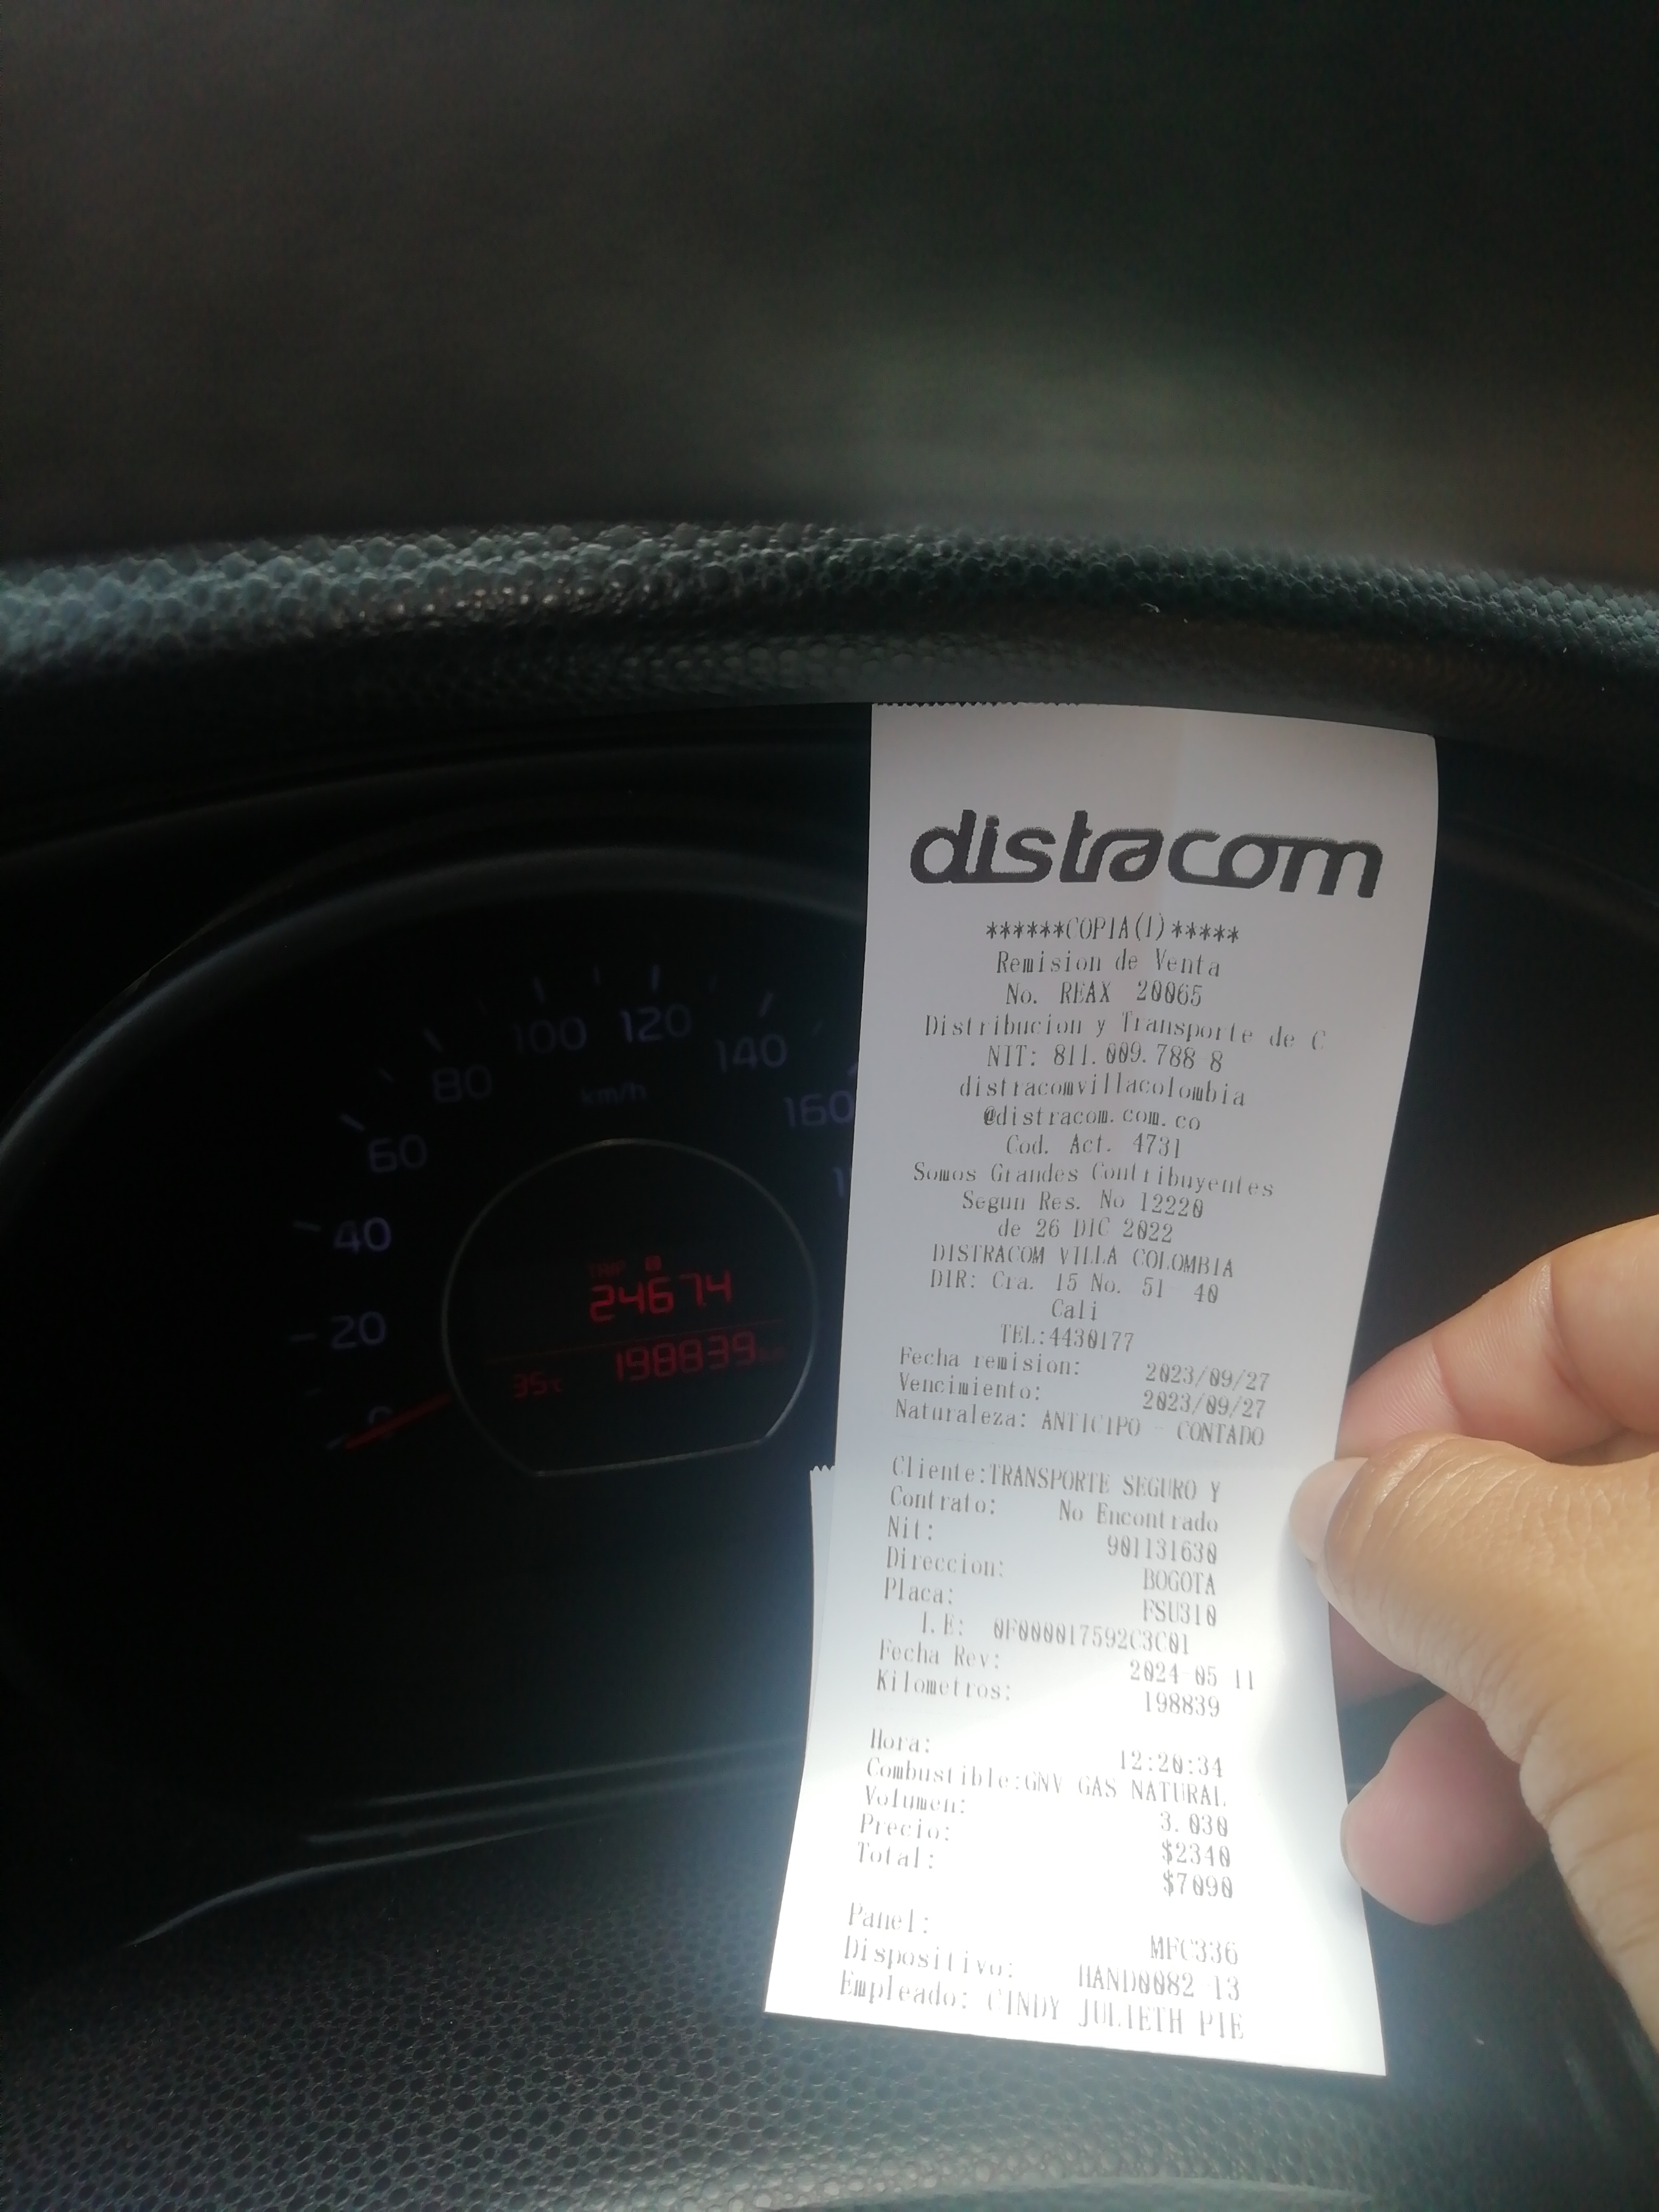 distracom
******COPIA(1)*****
Remision de Venta
No. REAX 20065
Distribucion y Transporte de C
NIT: 811.009.788 8
distracomvillacolombia
@distracom.com.co
Cod. Act. 4731
Somos Grandes Contribuyentes
Segun Res. No 12220
de 26 DIC 2022
DISTRACOM VILLA COLOMBIA
DIR: Cra. 15 No. 51 40
Cali
TEL:4430177
Fecha remision: 2023/09/27
Vencimiento: 2023/09/27
Naturaleza: ANTICIPO - CONTADO
Cliente:TRANSPORTE SEGURO Y
Contrato: No Encontrado
Nit: 901131630
Direccion: BOGOTA
Placa: FSU310
I.E: 0F000017592C3C01
Fecha Rev: 2024 05 11
Kilometros: 198839
Hora: 12:20:34
Combustible:GNV GAS NATURAL
Volumen: 3.030
Precio: $2340
Total: $7090
Panel: MFC336
Dispositivo: HAND0082 13
Empleado: CINDY JULIETH PIE
0
20
40
60
80
100
120
140
160
km/h
2467.4
35℃ 198839